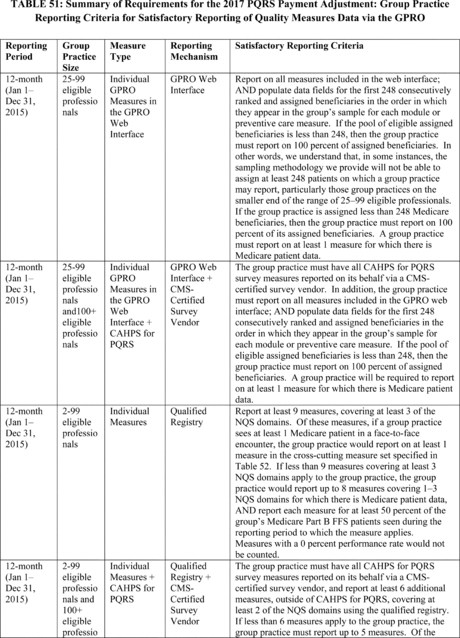 TABLE 51: Summary of Requirements for the 2017 PQRS Payment Adjustment: Group Practice
Reporting Criteria for Satisfactory Reporting of Quality Measures Data via the GPRO
Reporting
Period
Group
Practice
Size
Measure
Type
Reporting
Mechanism
Satisfactory Reporting Criteria
12-month
(Jan 1–
Dec 31,
2015)
25-99
eligible
professio
nals
Individual
GPRO
Measures in
the GPRO
Web
Interface
GPRO Web
Interface
Report on all measures included in the web interface;
AND populate data fields for the first 248 consecutively
ranked and assigned beneficiaries in the order in which
they appear in the group's sample for each module or
preventive care measure.  If the pool of eligible assigned
beneficiaries is less than 248, then the group practice
must report on 100 percent of assigned beneficiaries.  In
other words, we understand that, in some instances, the
sampling methodology we provide will not be able to
assign at least 248 patients on which a group practice
may report, particularly those group practices on the
smaller end of the range of 25–99 eligible professionals.
If the group practice is assigned less than 248 Medicare
beneficiaries, then the group practice must report on 100
percent of its assigned beneficiaries.  A group practice
must report on at least 1 measure for which there is
Medicare patient data.
12-month
(Jan 1–
Dec 31,
2015)
25-99
eligible
professio
nals
and100+
eligible
professio
nals
Individual
GPRO
Measures in
the GPRO
Web
Interface +
CAHPS for
PQRS
GPRO Web
Interface +
CMS-
Certified
Survey
Vendor
The group practice must have all CAHPS for PQRS
survey measures reported on its behalf via a CMS-
certified survey vendor.  In addition, the group practice
must report on all measures included in the GPRO web
interface; AND populate data fields for the first 248
consecutively ranked and assigned beneficiaries in the
order in which they appear in the group's sample for
each module or preventive care measure.  If the pool of
eligible assigned beneficiaries is less than 248, then the
group practice must report on 100 percent of assigned
beneficiaries.  A group practice will be required to report
on at least 1 measure for which there is Medicare patient
data.
12-month
(Jan 1–
Dec 31,
2015)
2-99
eligible
professio
nals
Individual
Measures
Qualified
Registry
Report at least 9 measures, covering at least 3 of the
NQS domains.  Of these measures, if a group practice
sees at least 1 Medicare patient in a face-to-face
encounter, the group practice would report on at least 1
measure in the cross-cutting measure set specified in
Table 52.  If less than 9 measures covering at least 3
NQS domains apply to the group practice, the group
practice would report up to 8 measures covering 1–3
NQS domains for which there is Medicare patient data,
AND report each measure for at least 50 percent of the
group's Medicare Part B FFS patients seen during the
reporting period to which the measure applies.
Measures with a 0 percent performance rate would not
be counted.
12-month
(Jan 1–
Dec 31,
2015)
2-99
eligible
professio
nals and
100+
eligible
professio
Individual
Measures +
CAHPS for
PQRS
Qualified
Registry +
CMS-
Certified
Survey
Vendor
The group practice must have all CAHPS for PQRS
survey measures reported on its behalf via a CMS-
certified survey vendor, and report at least 6 additional
measures, outside of CAHPS for PQRS, covering at
least 2 of the NQS domains using the qualified registry.
If less than 6 measures apply to the group practice, the
group practice must report up to 5 measures.  Of the